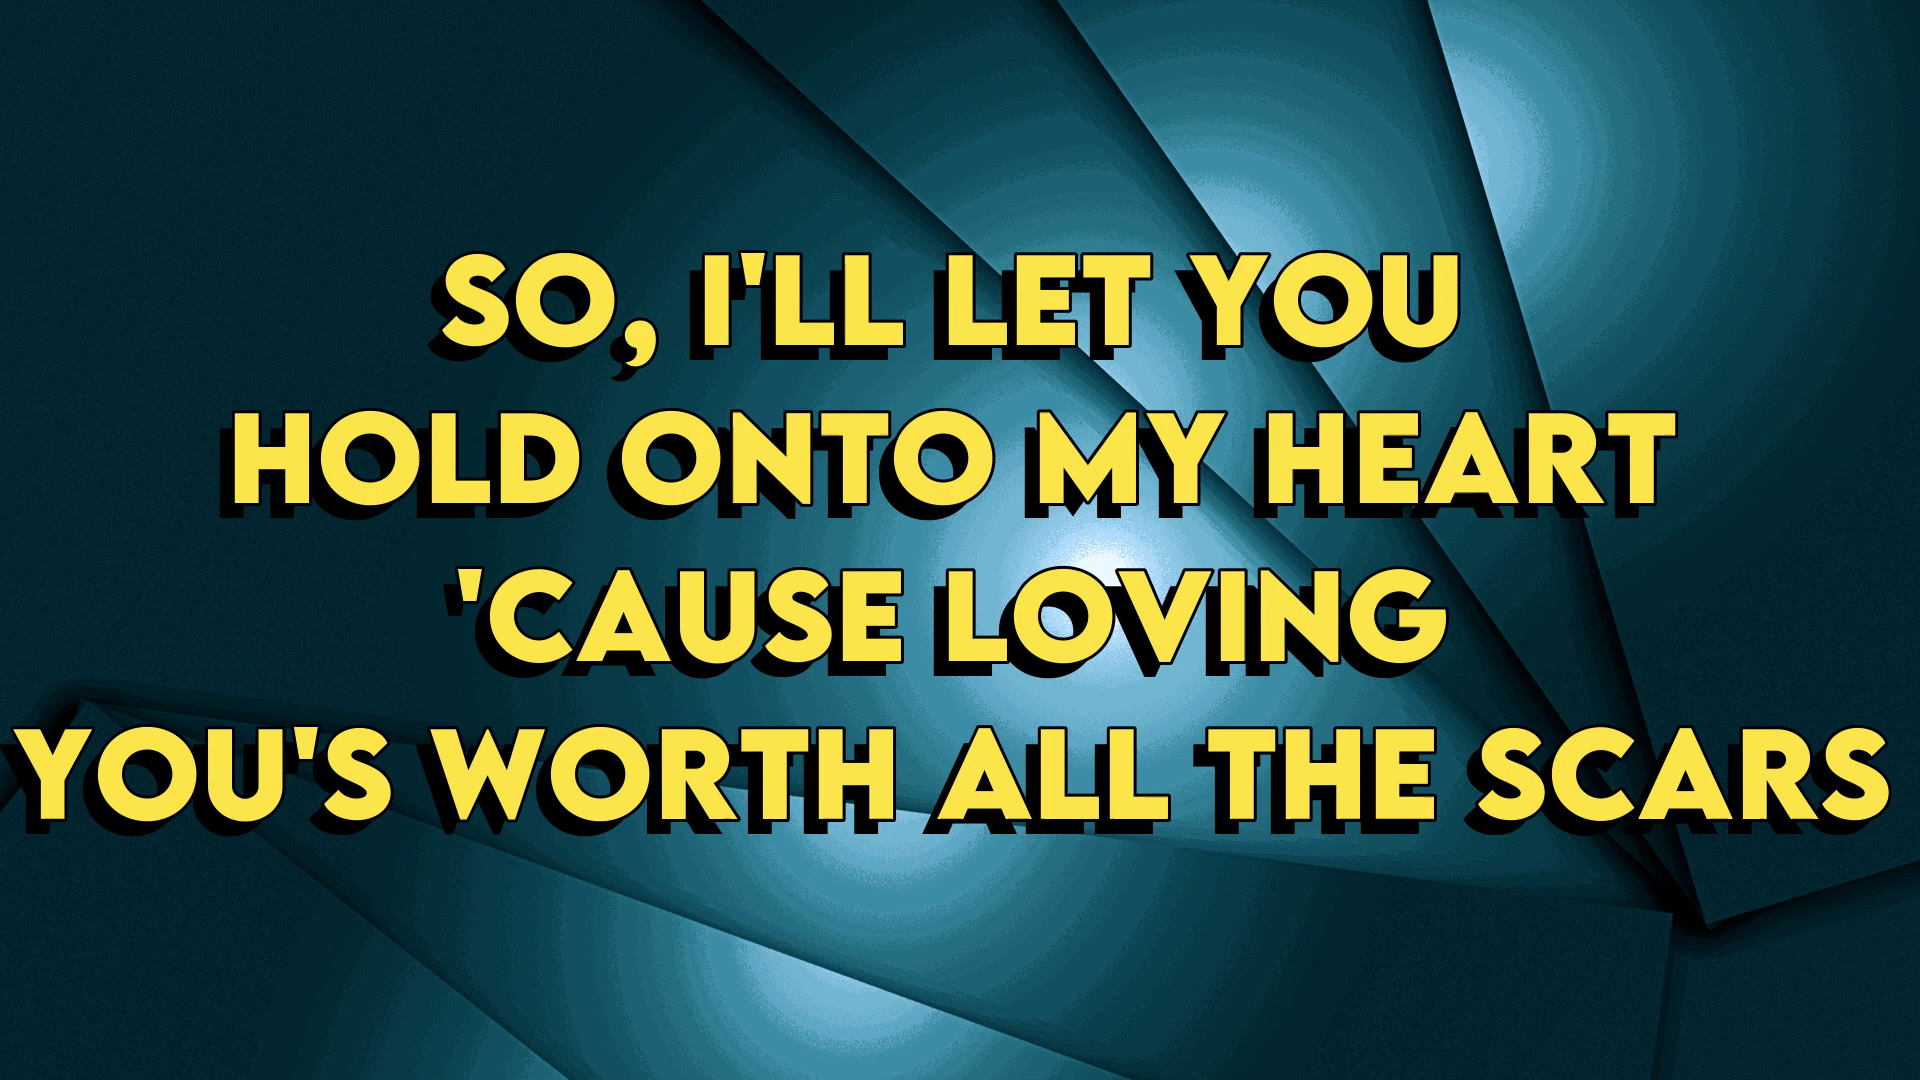 SO, I'LL LET YOU
HOLD ONTO MY HEART
'CAUSE LOVING
YOU'S WORTH ALL THE SCARS